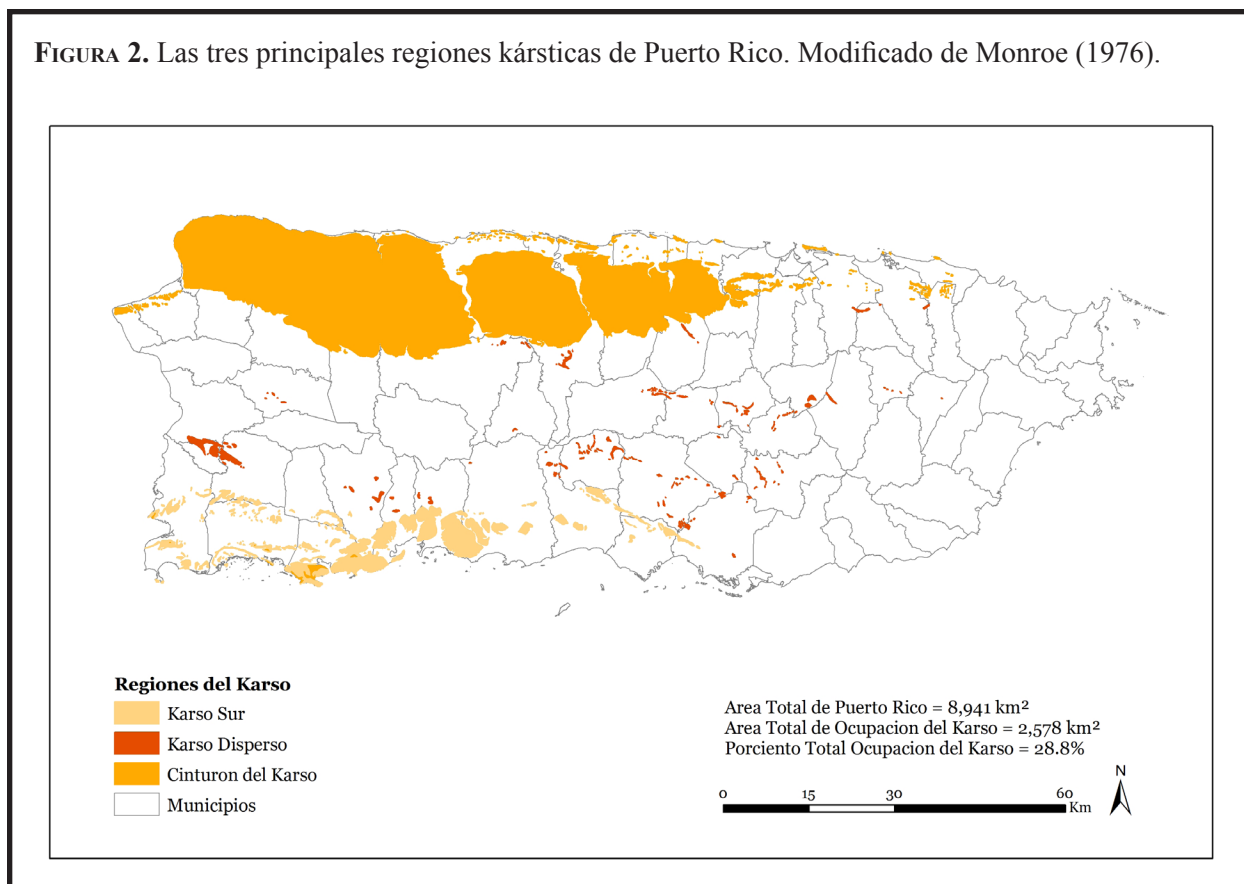 FIGURA 2. Las tres principales regiones kársticas de Puerto Rico. Modificado de Monroe (1976).
Regiones del Karso
Karso Sur
Karso Disperso
Cinturon del Karso
Municipios
Area Total de Puerto Rico = 8,941 km²
Area Total de Ocupacion del Karso = 2,578 km²
Porciento Total Ocupacion del Karso = 28.8%
N
0 15 30 60
Km